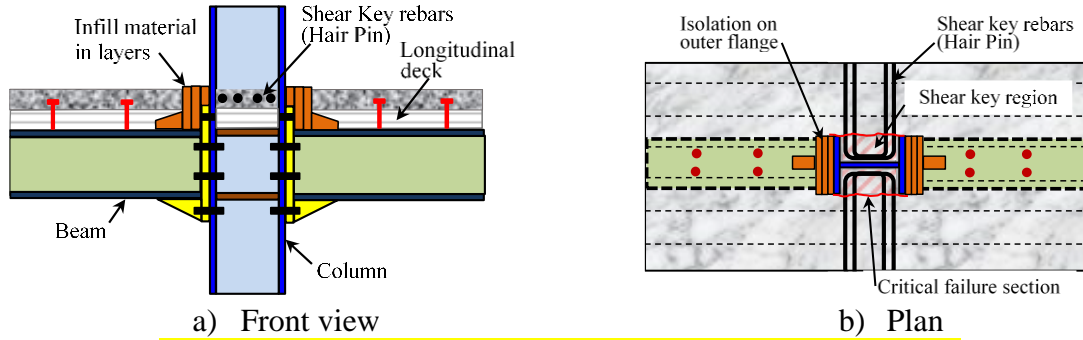 Infill material
in layers
Shear Key rebars
(Hair Pin)
Longitudinal
deck
Beam
Column
a) Front view
Isolation on
outer flange
Shear key rebars
(Hair Pin)
Shear key region
Critical failure section
b) Plan